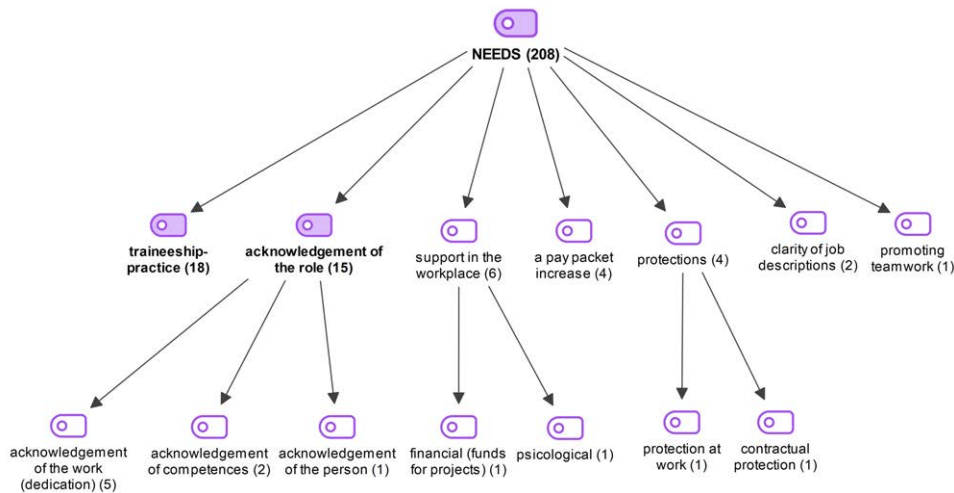 NEEDS (208)
traineeship-
practice (18)
acknowledgement of
the role (15)
support in the
workplace (6)
a pay packet
increase (4)
protections (4)
clarity of job
descriptions (2)
promoting
teamwork (1)
acknowledgement
of the work
(dedication) (5)
acknowledgement
of competences (2)
acknowledgement
of the person (1)
financial (funds
for projects) (1)
psicological (1)
protection at
work (1)
contractual
protection (1)